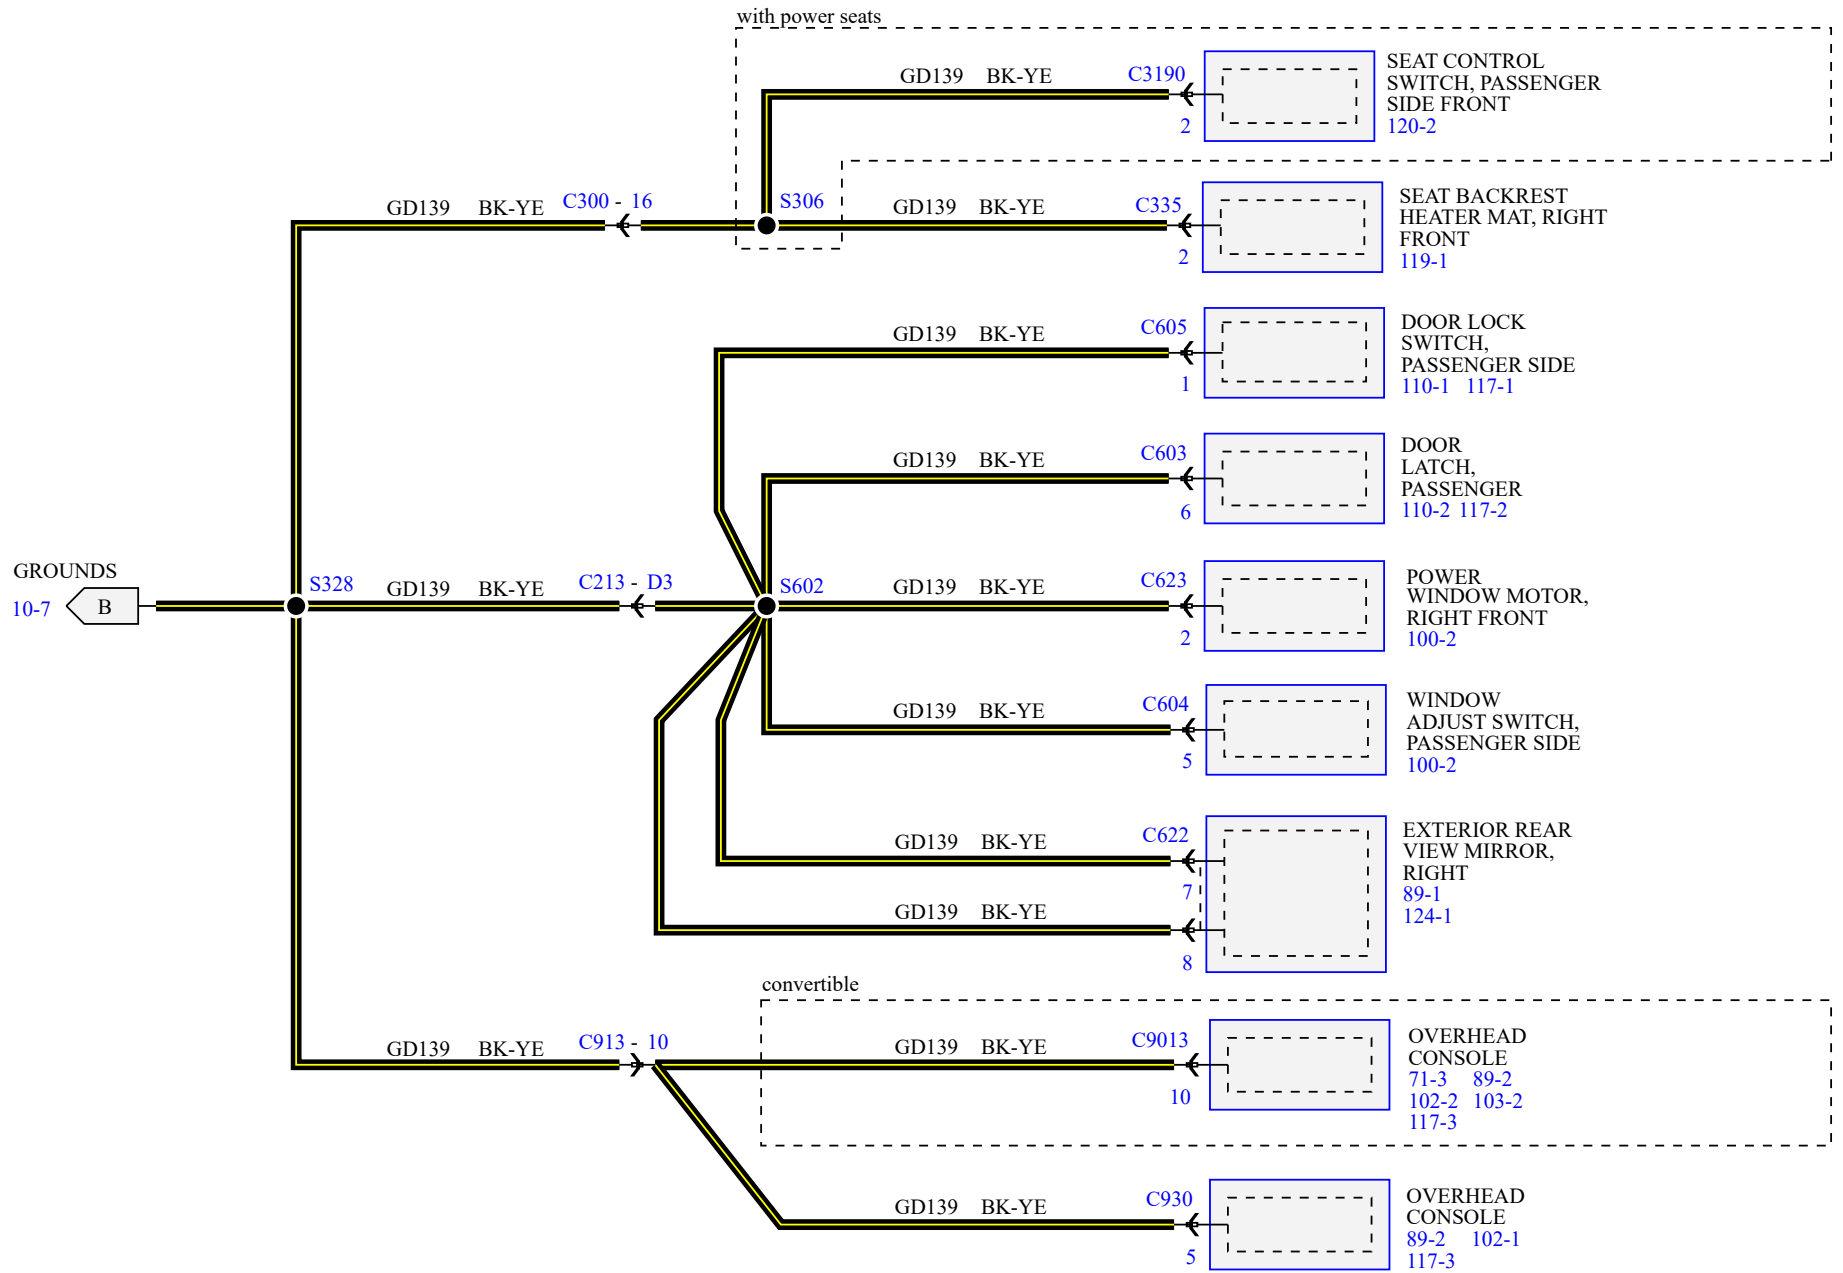 with power seats
GD139 BK-YE C3190
2
SEAT CONTROL
SWITCH, PASSENGER
SIDE FRONT
120-2
GD139 BK-YE C300 - 16
S306
GD139 BK-YE C335
2
SEAT BACKREST
HEATER MAT, RIGHT
FRONT
119-1
GD139 BK-YE C605
1
DOOR LOCK
SWITCH,
PASSENGER SIDE
110-1 117-1
GD139 BK-YE C603
6
DOOR
LATCH,
PASSENGER
110-2 117-2
GROUNDS
10-7 B
S328
GD139 BK-YE C213 - D3
S602
GD139 BK-YE C623
2
POWER
WINDOW MOTOR,
RIGHT FRONT
100-2
GD139 BK-YE C604
5
WINDOW
ADJUST SWITCH,
PASSENGER SIDE
100-2
GD139 BK-YE C622
7
GD139 BK-YE
8
EXTERIOR REAR
VIEW MIRROR,
RIGHT
89-1
124-1
convertible
GD139 BK-YE C913 - 10
GD139 BK-YE C9013
10
OVERHEAD
CONSOLE
71-3 89-2
102-2 103-2
117-3
GD139 BK-YE C930
5
OVERHEAD
CONSOLE
89-2 102-1
117-3